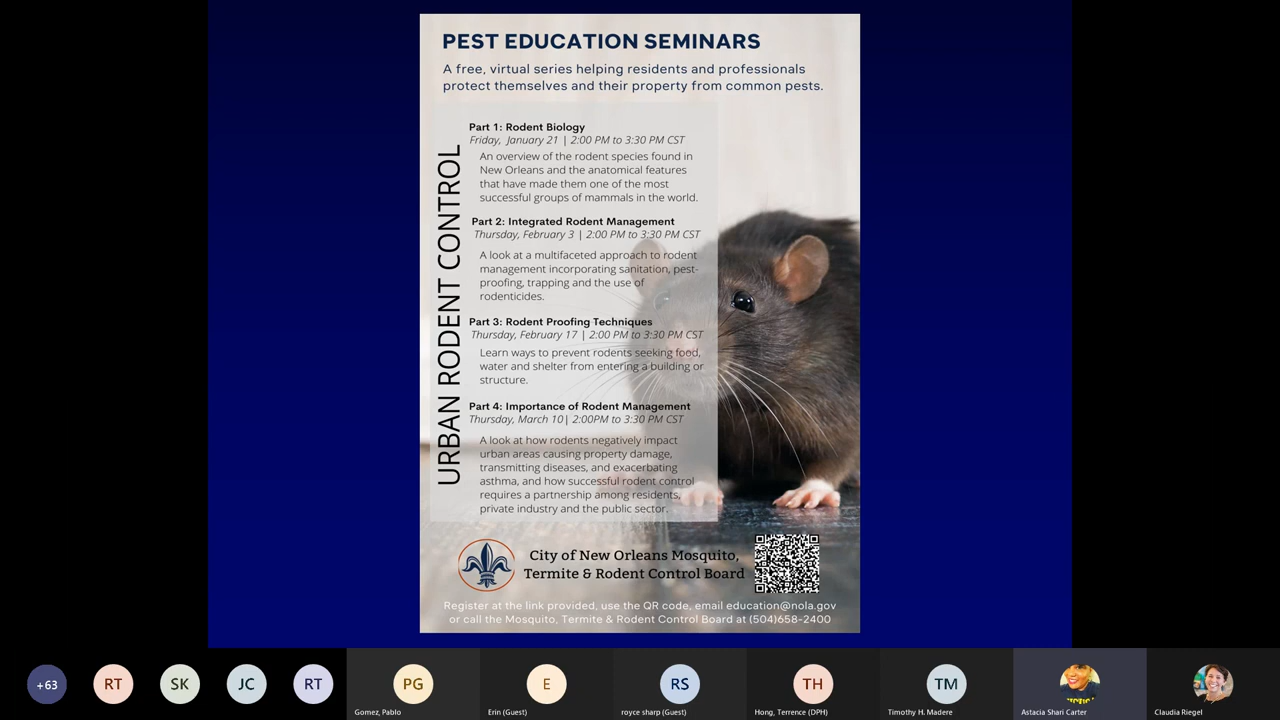 PEST EDUCATION SEMINARS
A free, virtual series helping residents and professionals
protect themselves and their property from common pests.
URBAN RODENT CONTROL
Part 1: Rodent Biology
Friday, January 21 | 2:00 PM to 3:30 PM CST
An overview of the rodent species found in
New Orleans and the anatomical features
that have made them one of the most
successful groups of mammals in the world.
Part 2: Integrated Rodent Management
Thursday, February 3 | 2:00 PM to 3:30 PM CST
A look at a multifaceted approach to rodent
management incorporating sanitation, pest-
proofing, trapping and the use of
rodenticides.
Part 3: Rodent Proofing Techniques
Thursday, February 17 | 2:00 PM to 3:30 PM CST
Learn ways to prevent rodents seeking food,
water and shelter from entering a building or
structure.
Part 4: Importance of Rodent Management
Thursday, March 10| 2:00PM to 3:30 PM CST
A look at how rodents negatively impact
urban areas causing property damage,
transmitting diseases, and exacerbating
asthma, and how successful rodent control
requires a partnership among residents,
private industry and the public sector.
City of New Orleans Mosquito,
Termite & Rodent Control Board
Register at the link provided, use the QR code, email education@nola.gov
or call the Mosquito, Termite & Rodent Control Board at (504)658-2400
+63 RT SK JC RT PG E RS TH TM
Gomez, Pablo Erin (Guest) royce sharp (Guest) Hong, Terrence (DPH) Timothy H. Madere Astacia Shari Carter Claudia Riegel